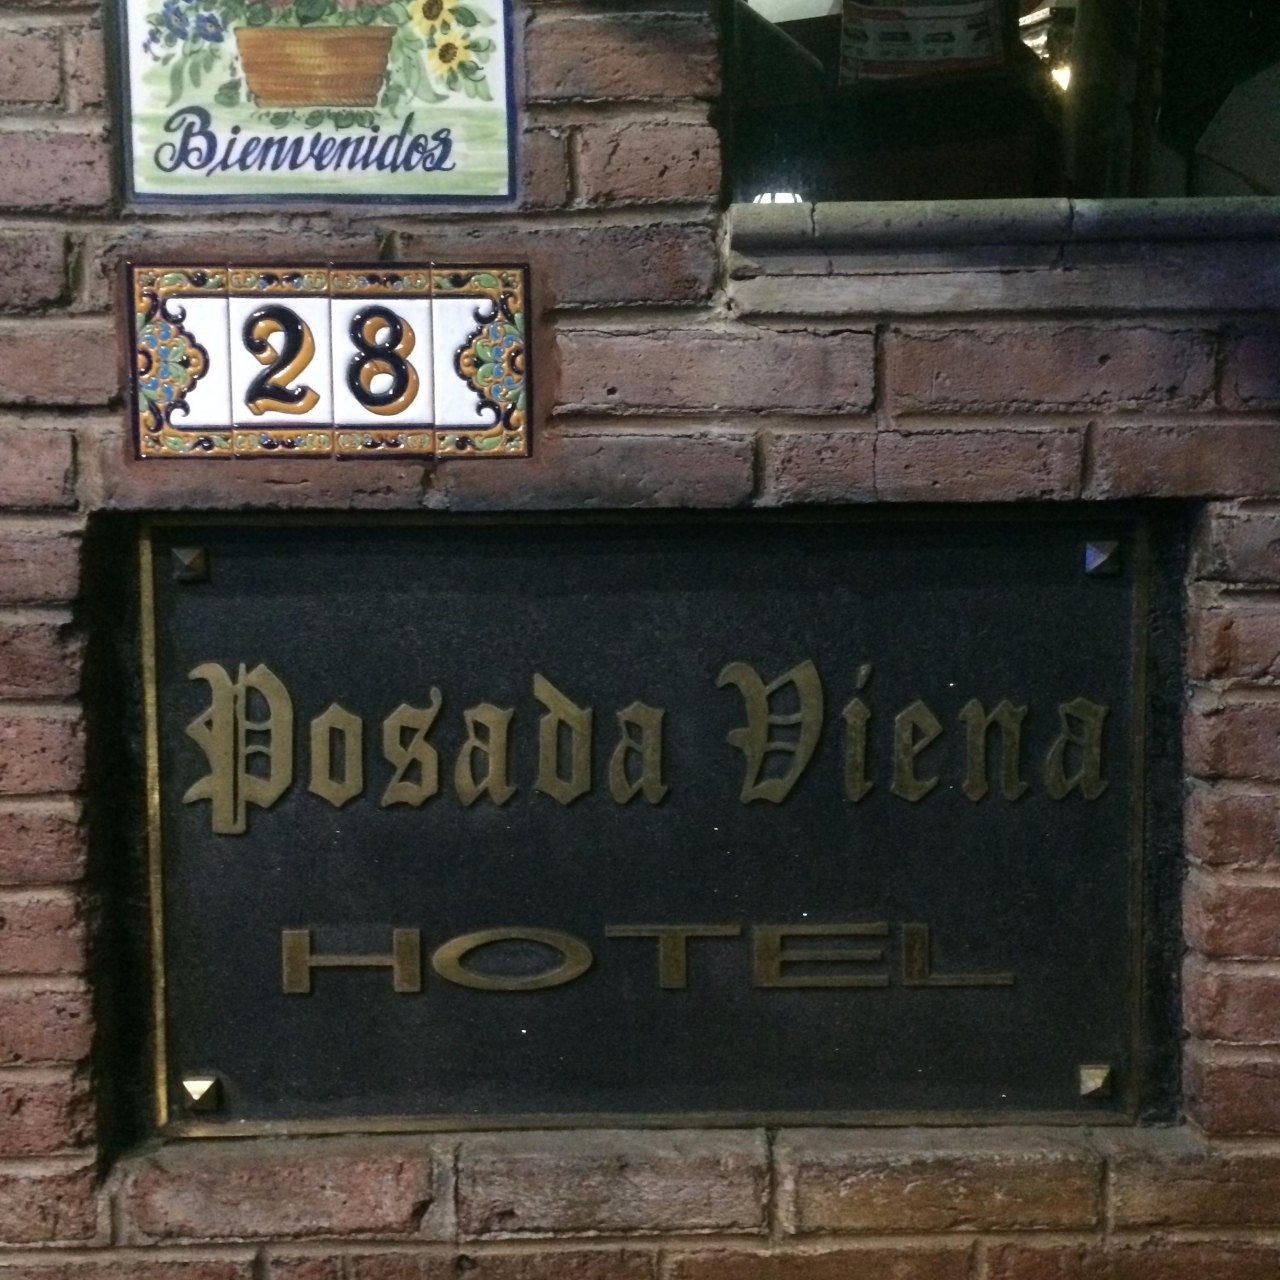 Bienvenidos
28
Posada Viena
HOTEL